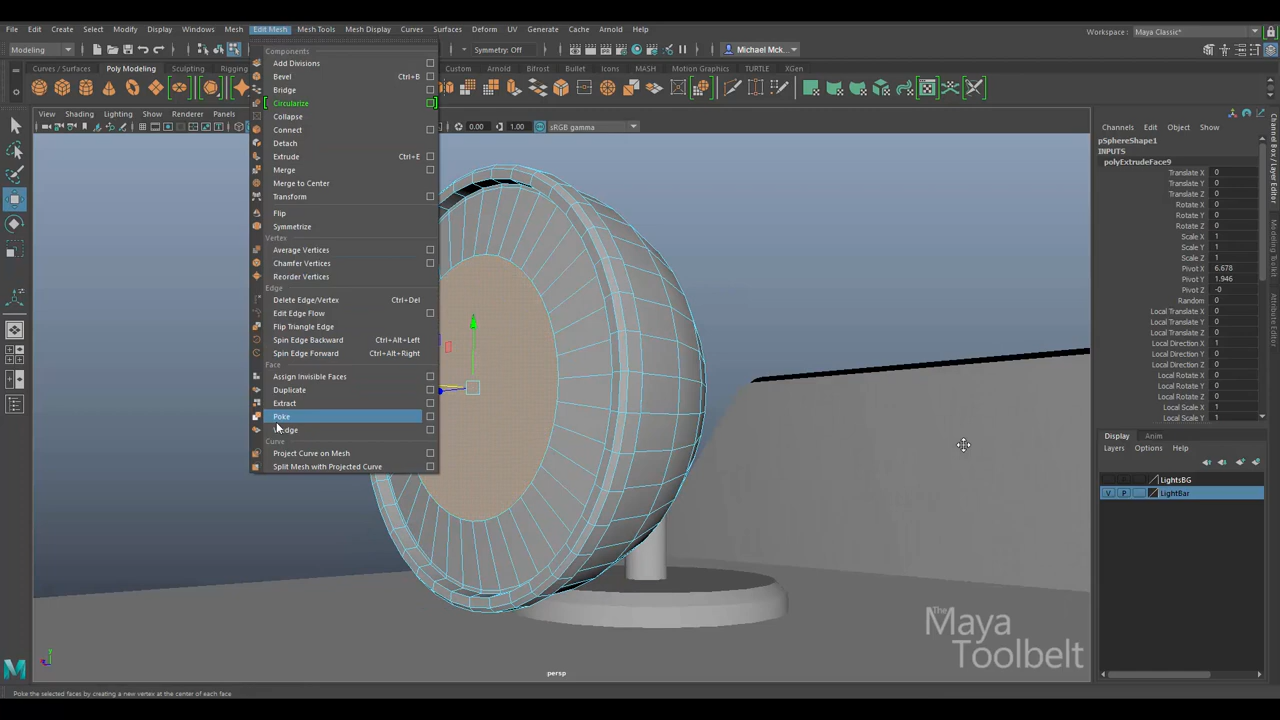 File Edit Create Select Modify Display Windows Mesh Edit Mesh Mesh Tools Mesh Display Curves Surfaces Deform UV Generate Cache Arnold Help
Workspace : Maya Classic*
Modeling
Symmetry: Off
Michael Mck...
Curves / Surfaces Poly Modeling Sculpting Rigging
Custom Arnold Bifrost Icons MASH Motion Graphics TURTLE XGen
View Shading Lighting Show Renderer Panels
0.00 1.00 sRGB gamma
Components
Add Divisions
Bevel Ctrl+B
Bridge
Circularize
Collapse
Connect
Detach
Extrude Ctrl+E
Merge
Merge to Center
Transform
Flip
Symmetrize
Vertex
Average Vertices
Chamfer Vertices
Reorder Vertices
Edge
Delete Edge/Vertex Ctrl+Del
Edit Edge Flow
Flip Triangle Edge
Spin Edge Backward Ctrl+Alt+Left
Spin Edge Forward Ctrl+Alt+Right
Face
Assign Invisible Faces
Duplicate
Extract
Poke
Wedge
Curve
Project Curve on Mesh
Split Mesh with Projected Curve
Channels Edit Object Show
pSphereShape1
INPUTS
polyExtrudeFace9
Translate X 0
Translate Y 0
Translate Z 0
Rotate X 0
Rotate Y 0
Rotate Z 0
Scale X 1
Scale Y 1
Scale Z 1
Pivot X 6.678
Pivot Y 1.946
Pivot Z -0
Random 0
Local Translate X 0
Local Translate Y 0
Local Translate Z 0
Local Direction X 1
Local Direction Y 0
Local Direction Z 0
Local Rotate X 0
Local Rotate Y 0
Local Rotate Z 0
Local Scale X 1
Local Scale Y 1
Channel Box / Layer Editor
Modeling Toolkit
Attribute Editor
Display Anim
Layers Options Help
LightsBG
V P LightBar
The Maya
Toolbelt
persp
Poke the selected faces by creating a new vertex at the center of each face.